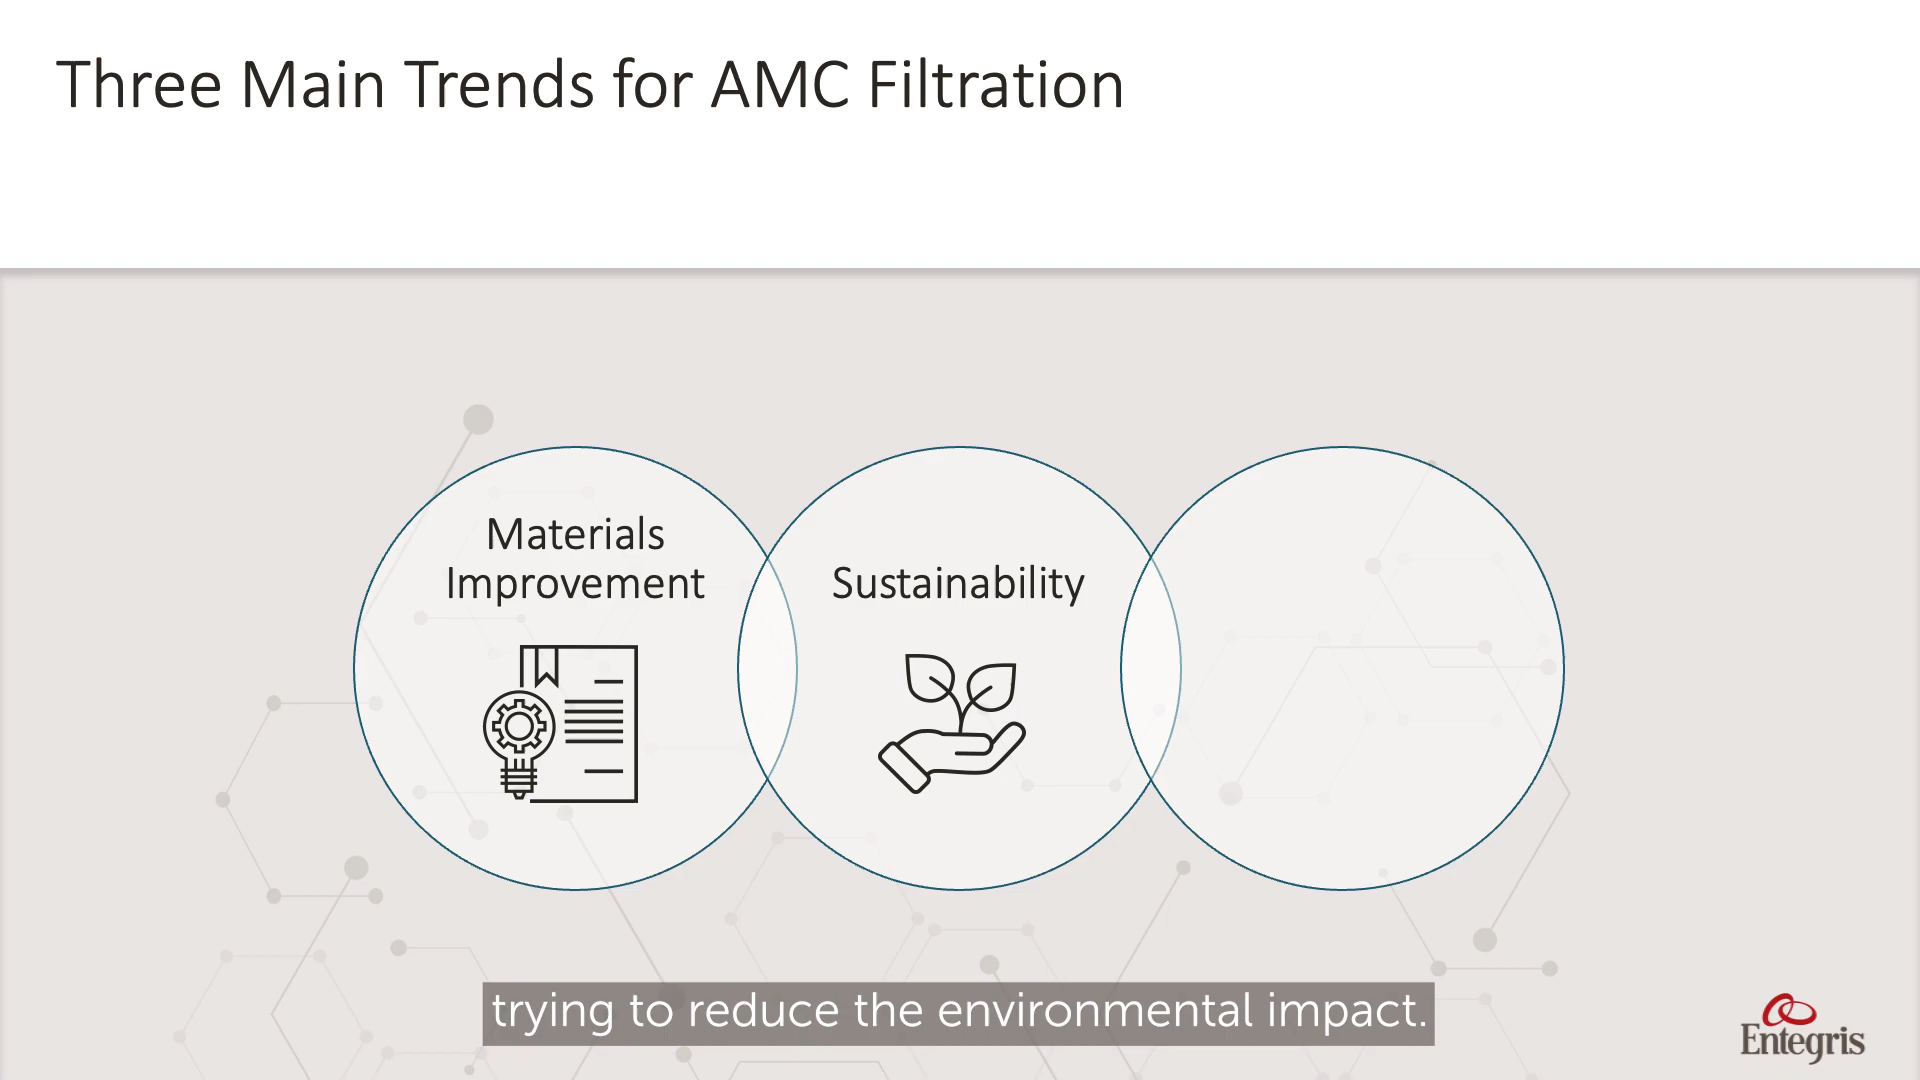 Three Main Trends for AMC Filtration
Materials
Improvement
Sustainability
trying to reduce the environmental impact.
Entegris